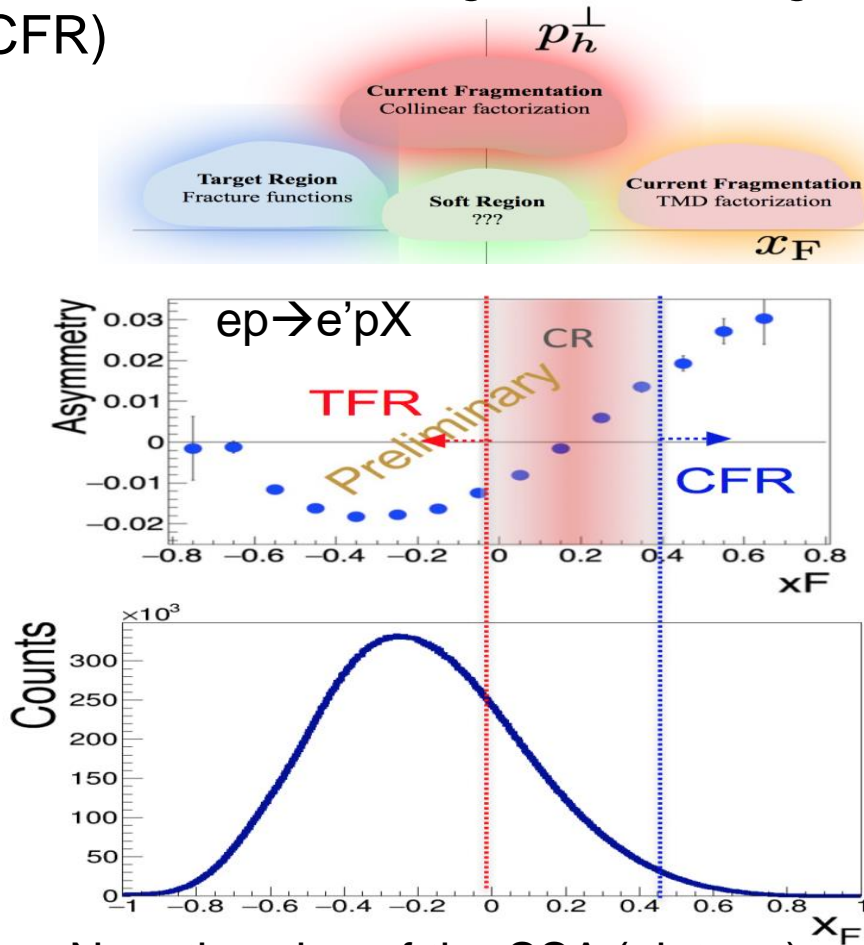 CFR)
p_h^⊥
Current Fragmentation
Collinear factorization
Target Region
Fracture functions
Soft Region
???
Current Fragmentation
TMD factorization
x_F
Asymmetry
0.03
0.02
0.01
0
−0.01
−0.02
ep→e'pX
CR
TFR
Preliminary
CFR
−0.8 −0.6 −0.4 −0.2 0 0.2 0.4 0.6 0.8
xF
×10³
Counts
300
250
200
150
100
50
0
−1 −0.8 −0.6 −0.4 −0.2 0 0.2 0.4 0.6 0.8 1
x_F